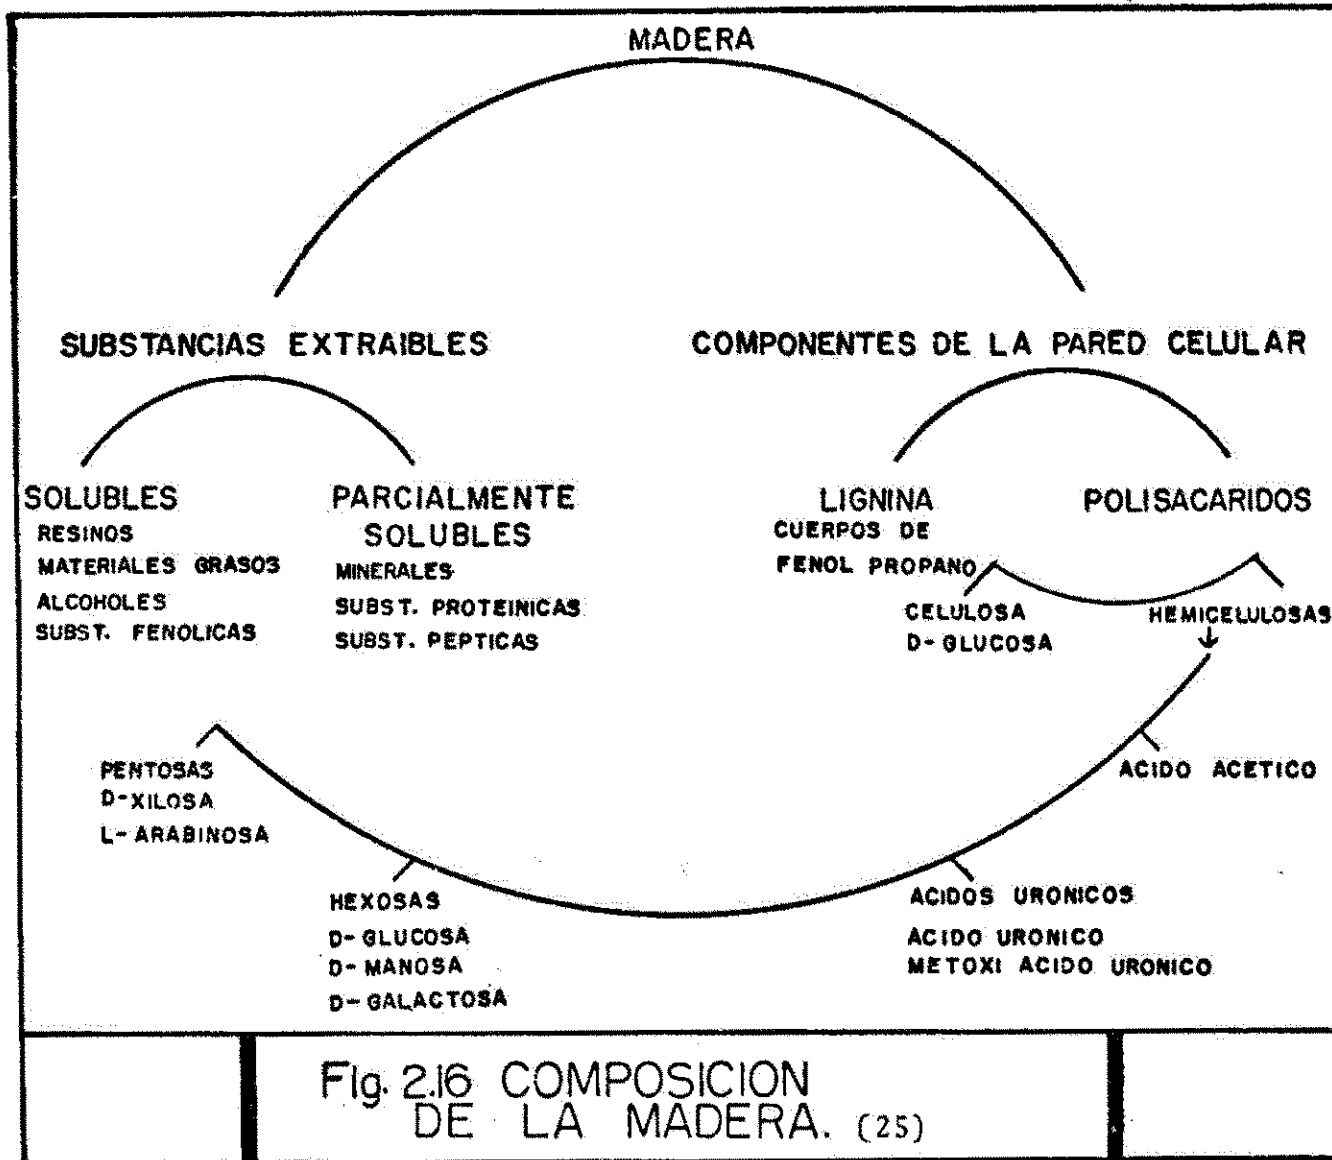 MADERA
SUBSTANCIAS EXTRAIBLES
COMPONENTES DE LA PARED CELULAR
SOLUBLES
RESINOS
MATERIALES GRASOS
ALCOHOLES
SUBST. FENOLICAS
PARCIALMENTE
SOLUBLES
MINERALES
SUBST. PROTEINICAS
SUBST. PEPTICAS
LIGNINA
CUERPOS DE
FENOL PROPANO
POLISACARIDOS
CELULOSA
D-GLUCOSA
HEMICELULOSAS
PENTOSAS
D-XILOSA
L-ARABINOSA
HEXOSAS
D-GLUCOSA
D-MANOSA
D-GALACTOSA
ACIDOS URONICOS
ACIDO URONICO
METOXI ACIDO URONICO
ACIDO ACETICO
Fig. 2.16 COMPOSICION
DE LA MADERA. (25)